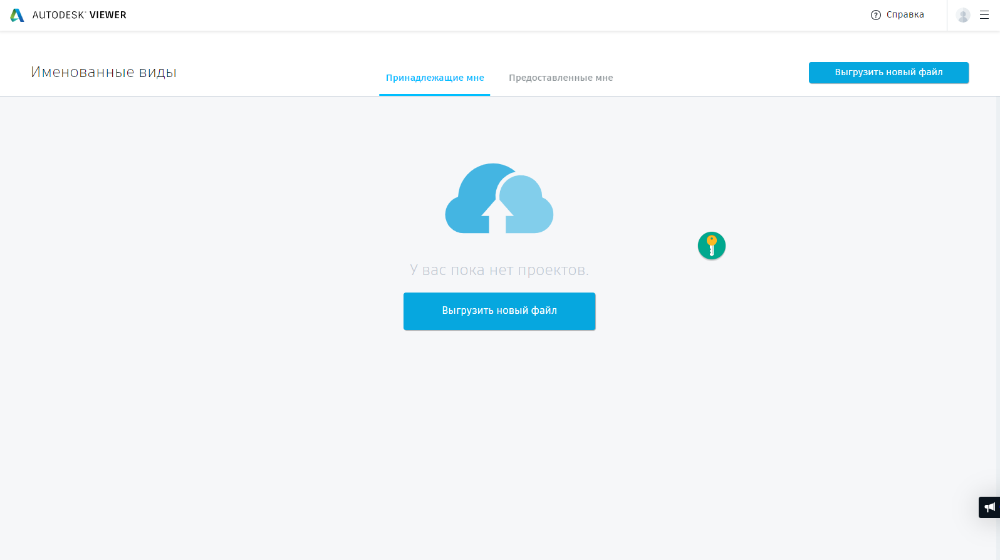 AUTODESK® VIEWER
Справка
Именованные виды
Принадлежащие мне
Предоставленные мне
Выгрузить новый файл
У вас пока нет проектов.
Выгрузить новый файл